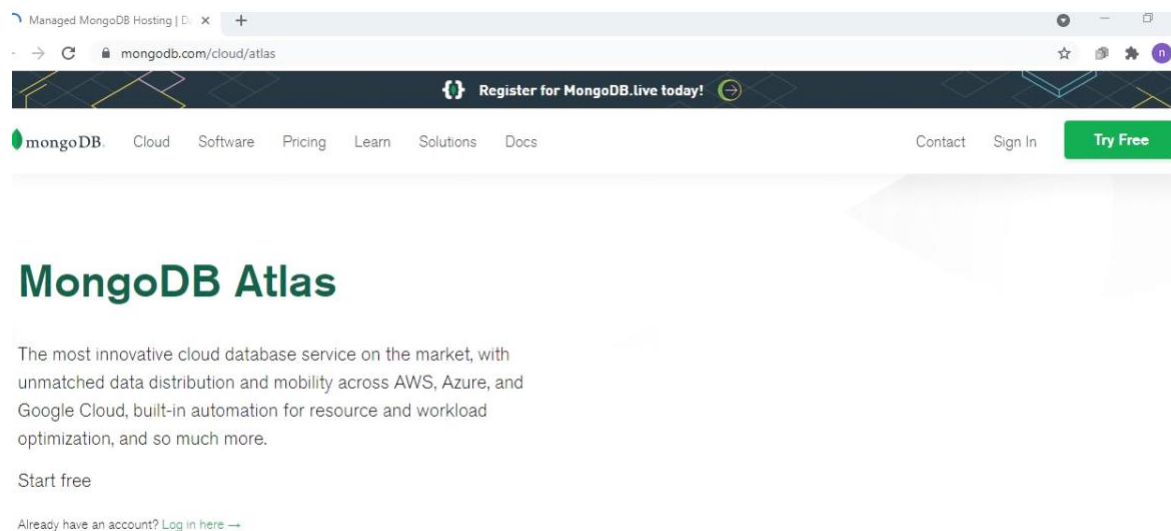 Managed MongoDB Hosting | D
mongodb.com/cloud/atlas
n
Register for MongoDB.live today!
mongoDB. Cloud Software Pricing Learn Solutions Docs Contact Sign In Try Free
MongoDB Atlas
The most innovative cloud database service on the market, with
unmatched data distribution and mobility across AWS, Azure, and
Google Cloud, built-in automation for resource and workload
optimization, and so much more.
Start free
Already have an account? Log in here →